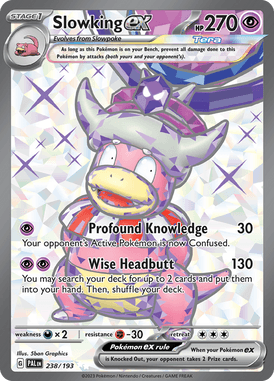 STAGE 1 Slowking ex HP 270
Evolves from Slowpoke Tera
As long as this Pokémon is on your Bench, prevent all damage done to this
Pokémon by attacks (both yours and your opponent's).
Profound Knowledge 30
Your opponent's Active Pokémon is now Confused.
Wise Headbutt 130
You may search your deck for up to 2 cards and put them
into your hand. Then, shuffle your deck.
weakness ×2 resistance -30 retreat
Pokémon ex rule
When your Pokémon ex
is Knocked Out, your opponent takes 2 Prize cards.
Illus. 5ban Graphics
G PAL EN 238/193
©2023 Pokémon / Nintendo / Creatures / GAME FREAK